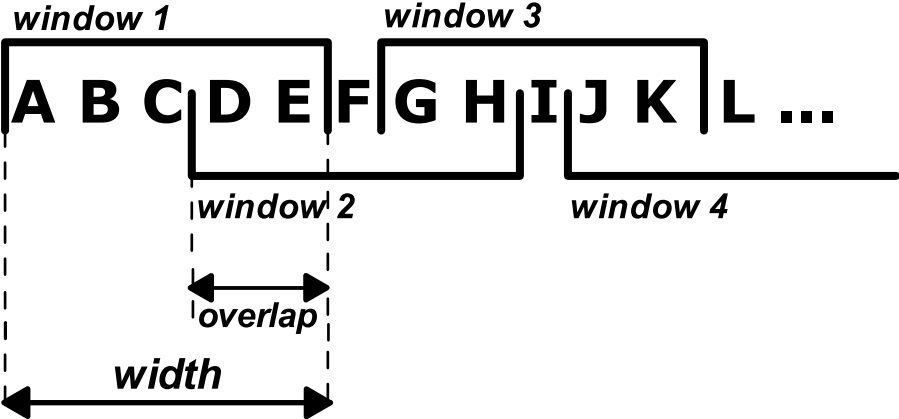 window 1 window 3
A B C D E F G H I J K L ...
window 2 window 4
overlap
width